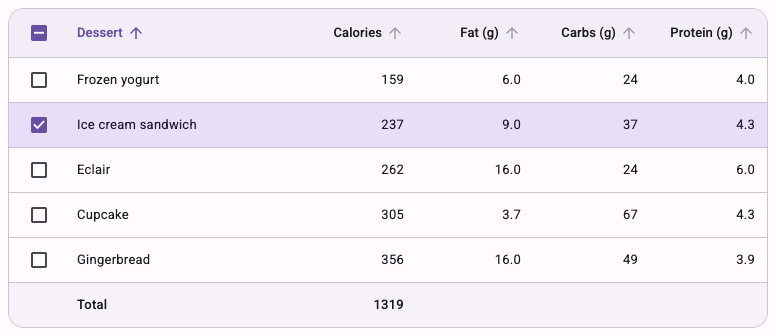 Dessert Calories Fat (g) Carbs (g) Protein (g)
Frozen yogurt 159 6.0 24 4.0
Ice cream sandwich 237 9.0 37 4.3
Eclair 262 16.0 24 6.0
Cupcake 305 3.7 67 4.3
Gingerbread 356 16.0 49 3.9
Total 1319